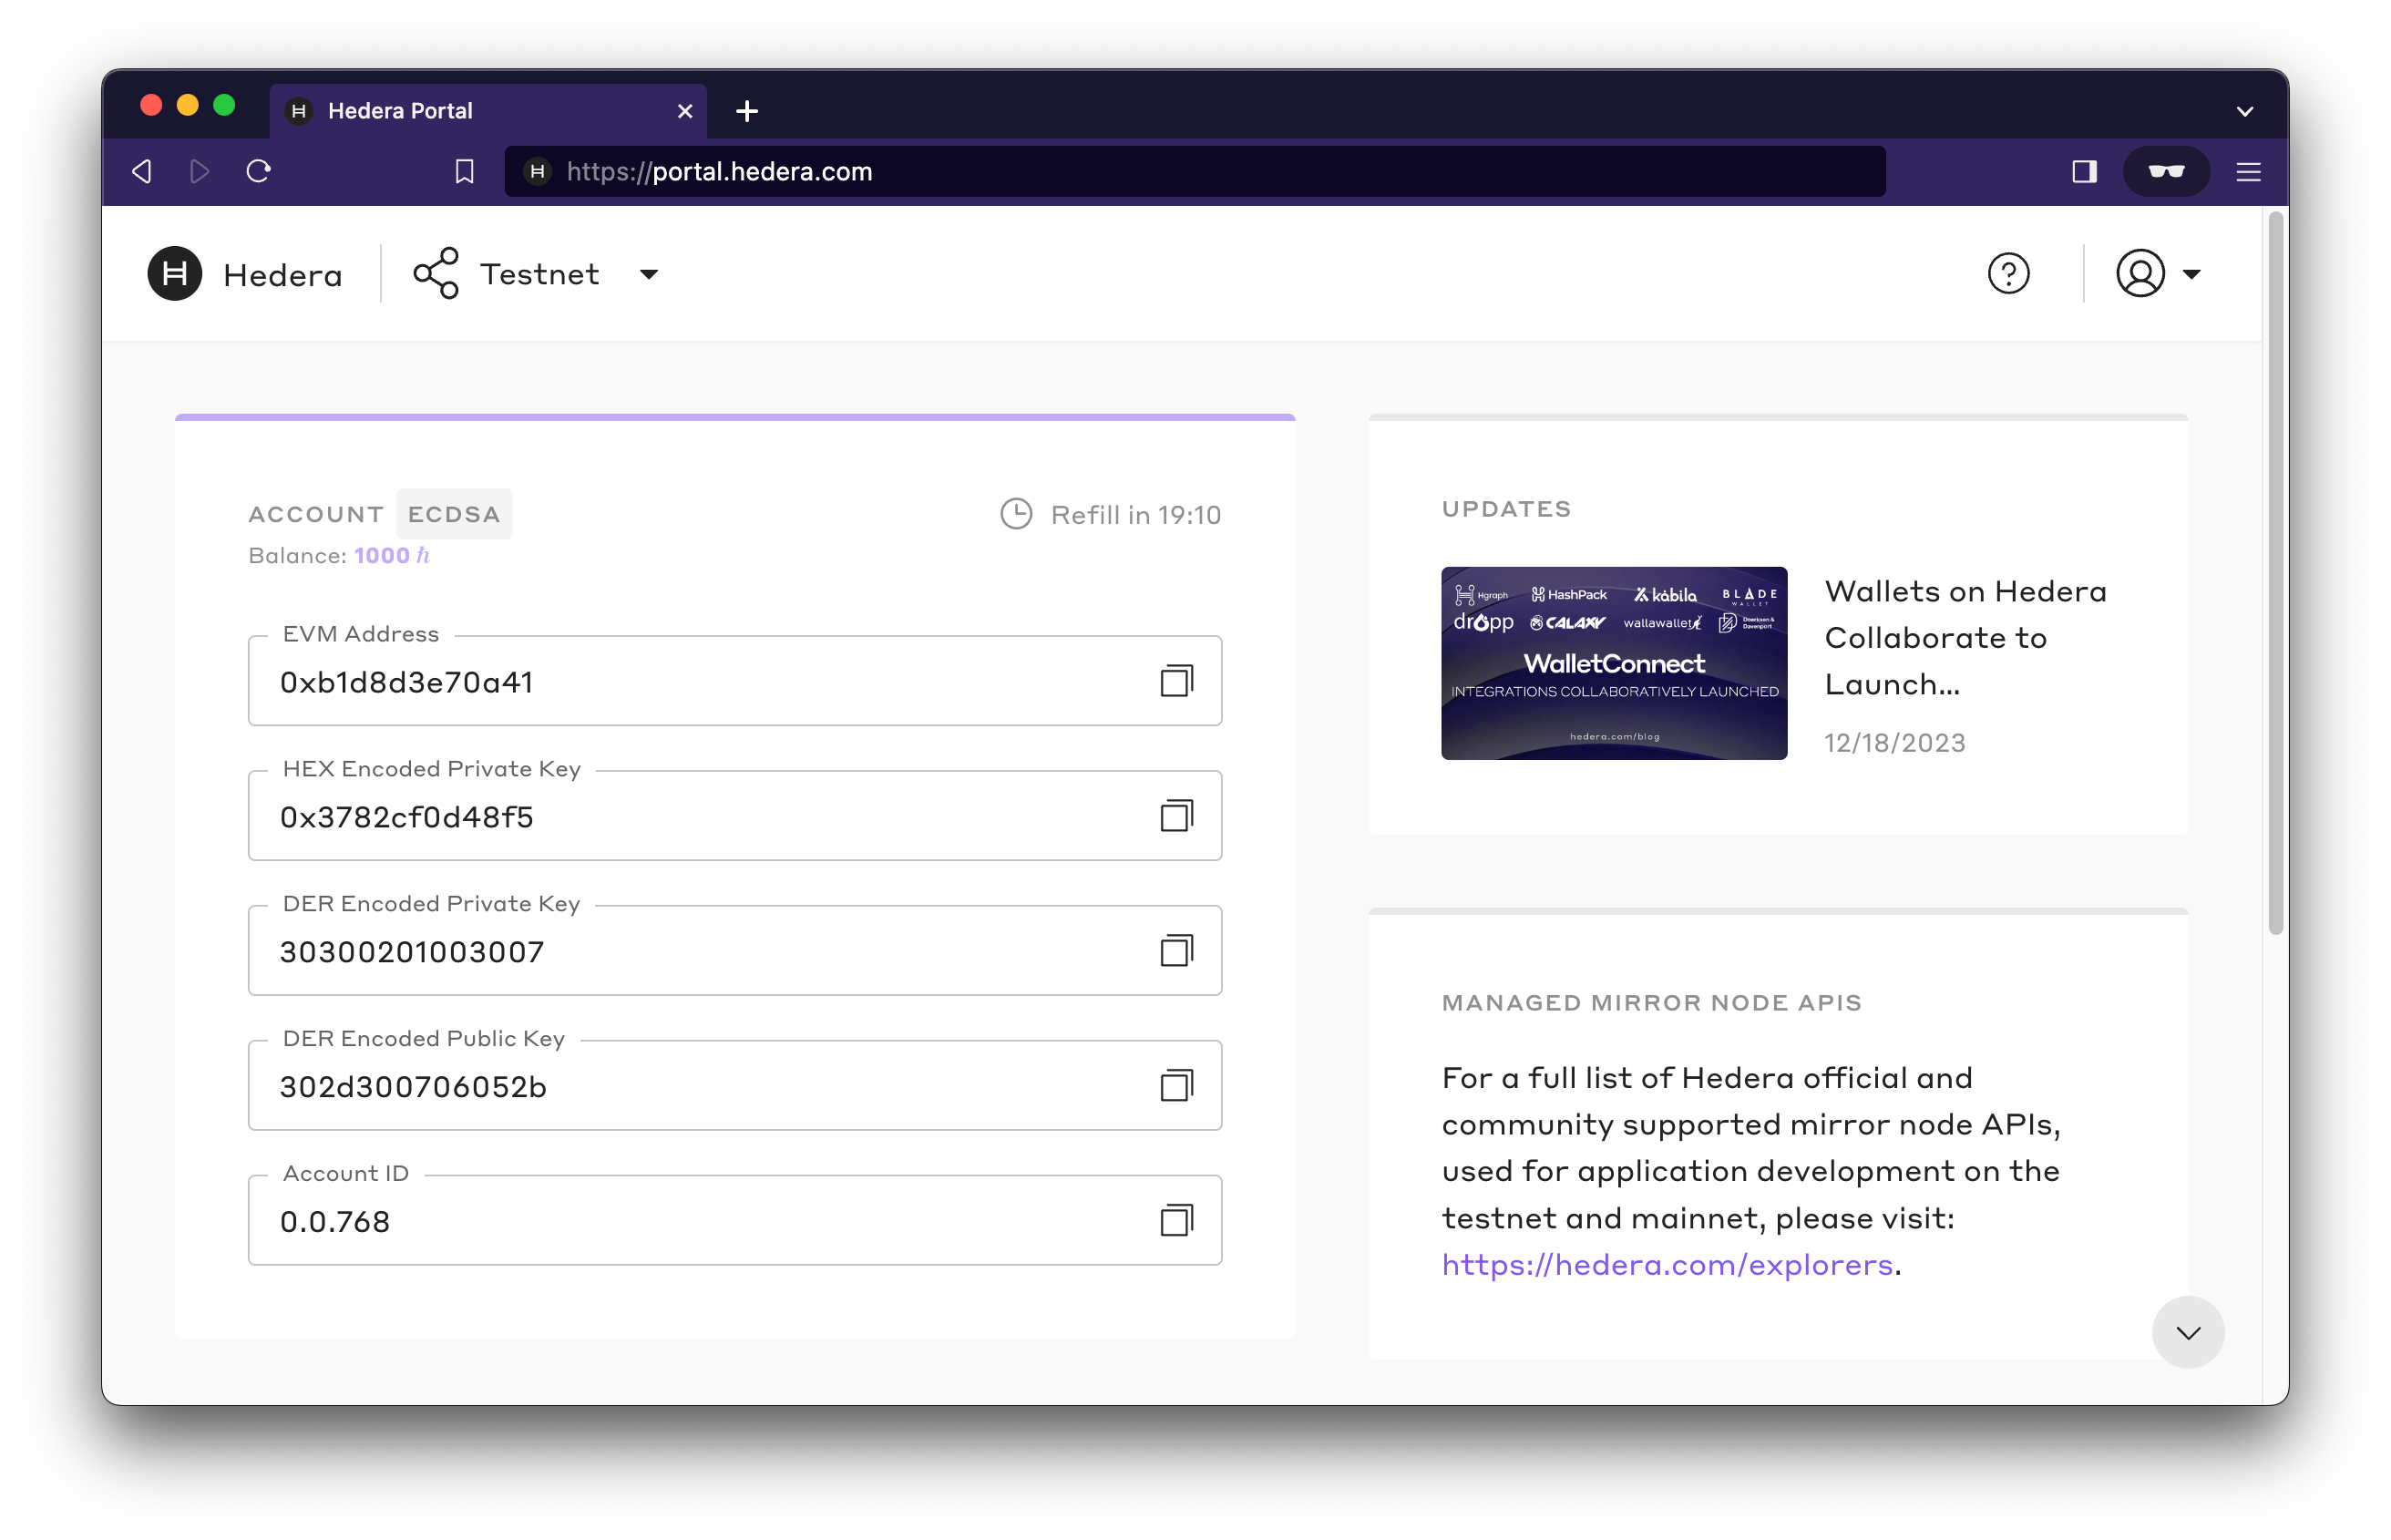 Hedera Portal
https://portal.hedera.com
Hedera
Testnet
ACCOUNT ECDSA
Refill in 19:10
Balance: 1000 ℏ
EVM Address
0xb1d8d3e70a41
HEX Encoded Private Key
0x3782cf0d48f5
DER Encoded Private Key
30300201003007
DER Encoded Public Key
302d300706052b
Account ID
0.0.768
UPDATES
Hgraph HashPack kabila BLADE
WALLET
dropp CALAXY wallawallet
WalletConnect
INTEGRATIONS COLLABORATIVELY LAUNCHED
hedera.com/blog
Wallets on Hedera
Collaborate to
Launch...
12/18/2023
MANAGED MIRROR NODE APIS
For a full list of Hedera official and
community supported mirror node APIs,
used for application development on the
testnet and mainnet, please visit:
https://hedera.com/explorers.